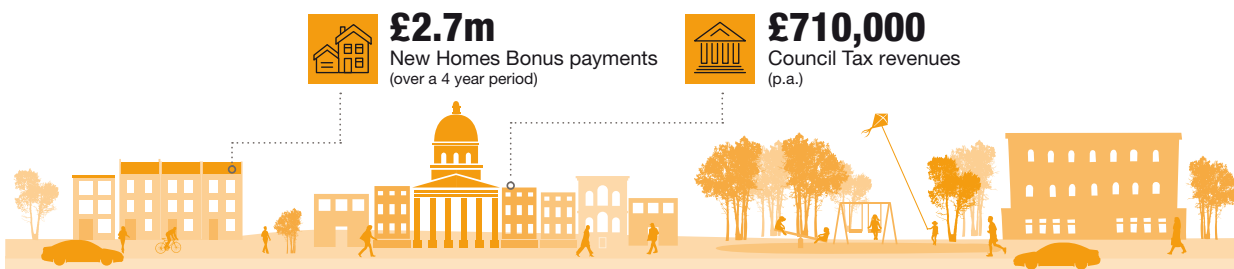 £2.7m
New Homes Bonus payments
(over a 4 year period)
£710,000
Council Tax revenues
(p.a.)